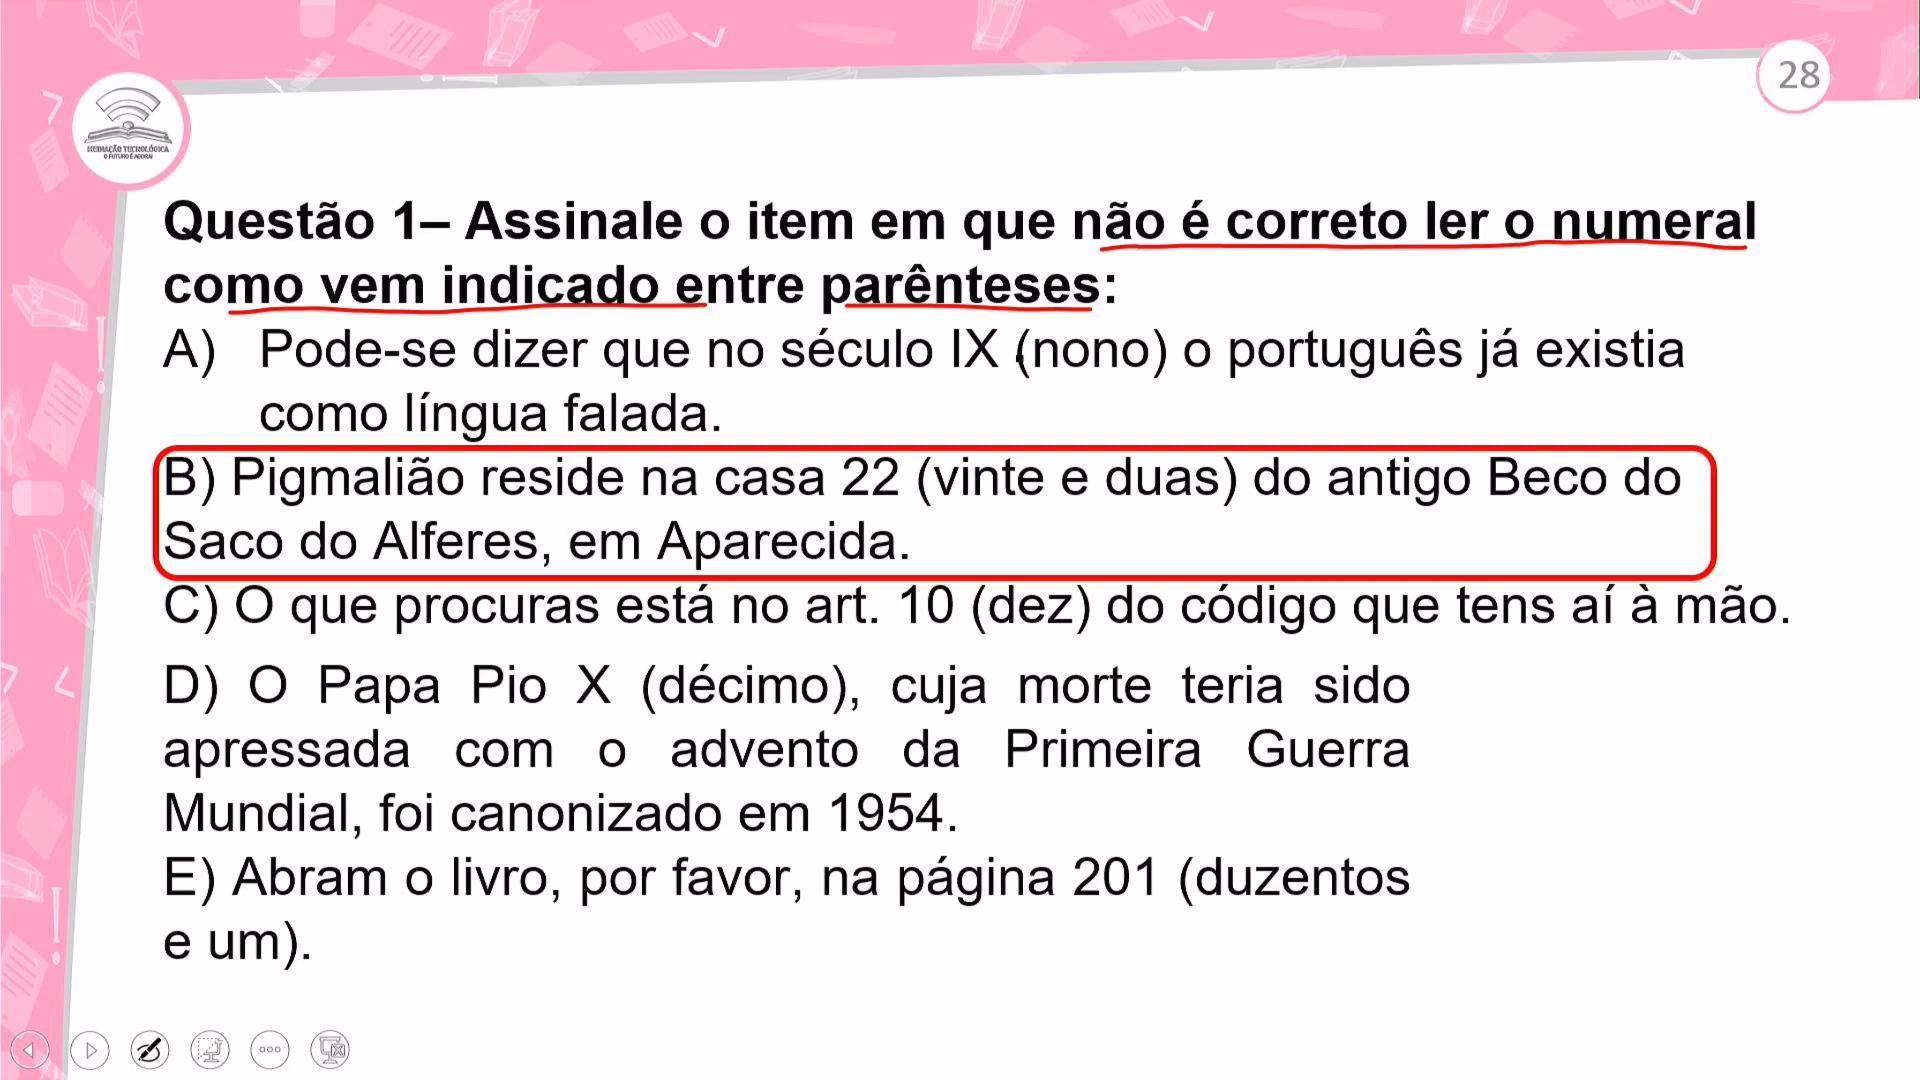 28
MEDIAÇÃO TECNOLÓGICA
O FUTURO É AGORA!
Questão 1– Assinale o item em que não é correto ler o numeral
como vem indicado entre parênteses:
A) Pode-se dizer que no século IX (nono) o português já existia
como língua falada.
B) Pigmalião reside na casa 22 (vinte e duas) do antigo Beco do
Saco do Alferes, em Aparecida.
C) O que procuras está no art. 10 (dez) do código que tens aí à mão.
D) O Papa Pio X (décimo), cuja morte teria sido
apressada com o advento da Primeira Guerra
Mundial, foi canonizado em 1954.
E) Abram o livro, por favor, na página 201 (duzentos
e um).